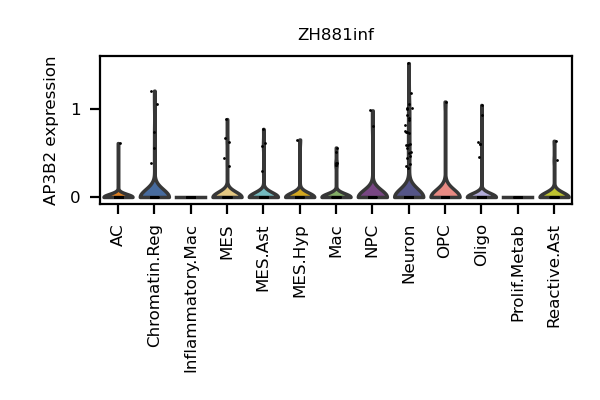 ZH881inf
AP3B2 expression
1
0
AC
Chromatin.Reg
Inflammatory.Mac
MES
MES.Ast
MES.Hyp
Mac
NPC
Neuron
OPC
Oligo
Prolif.Metab
Reactive.Ast